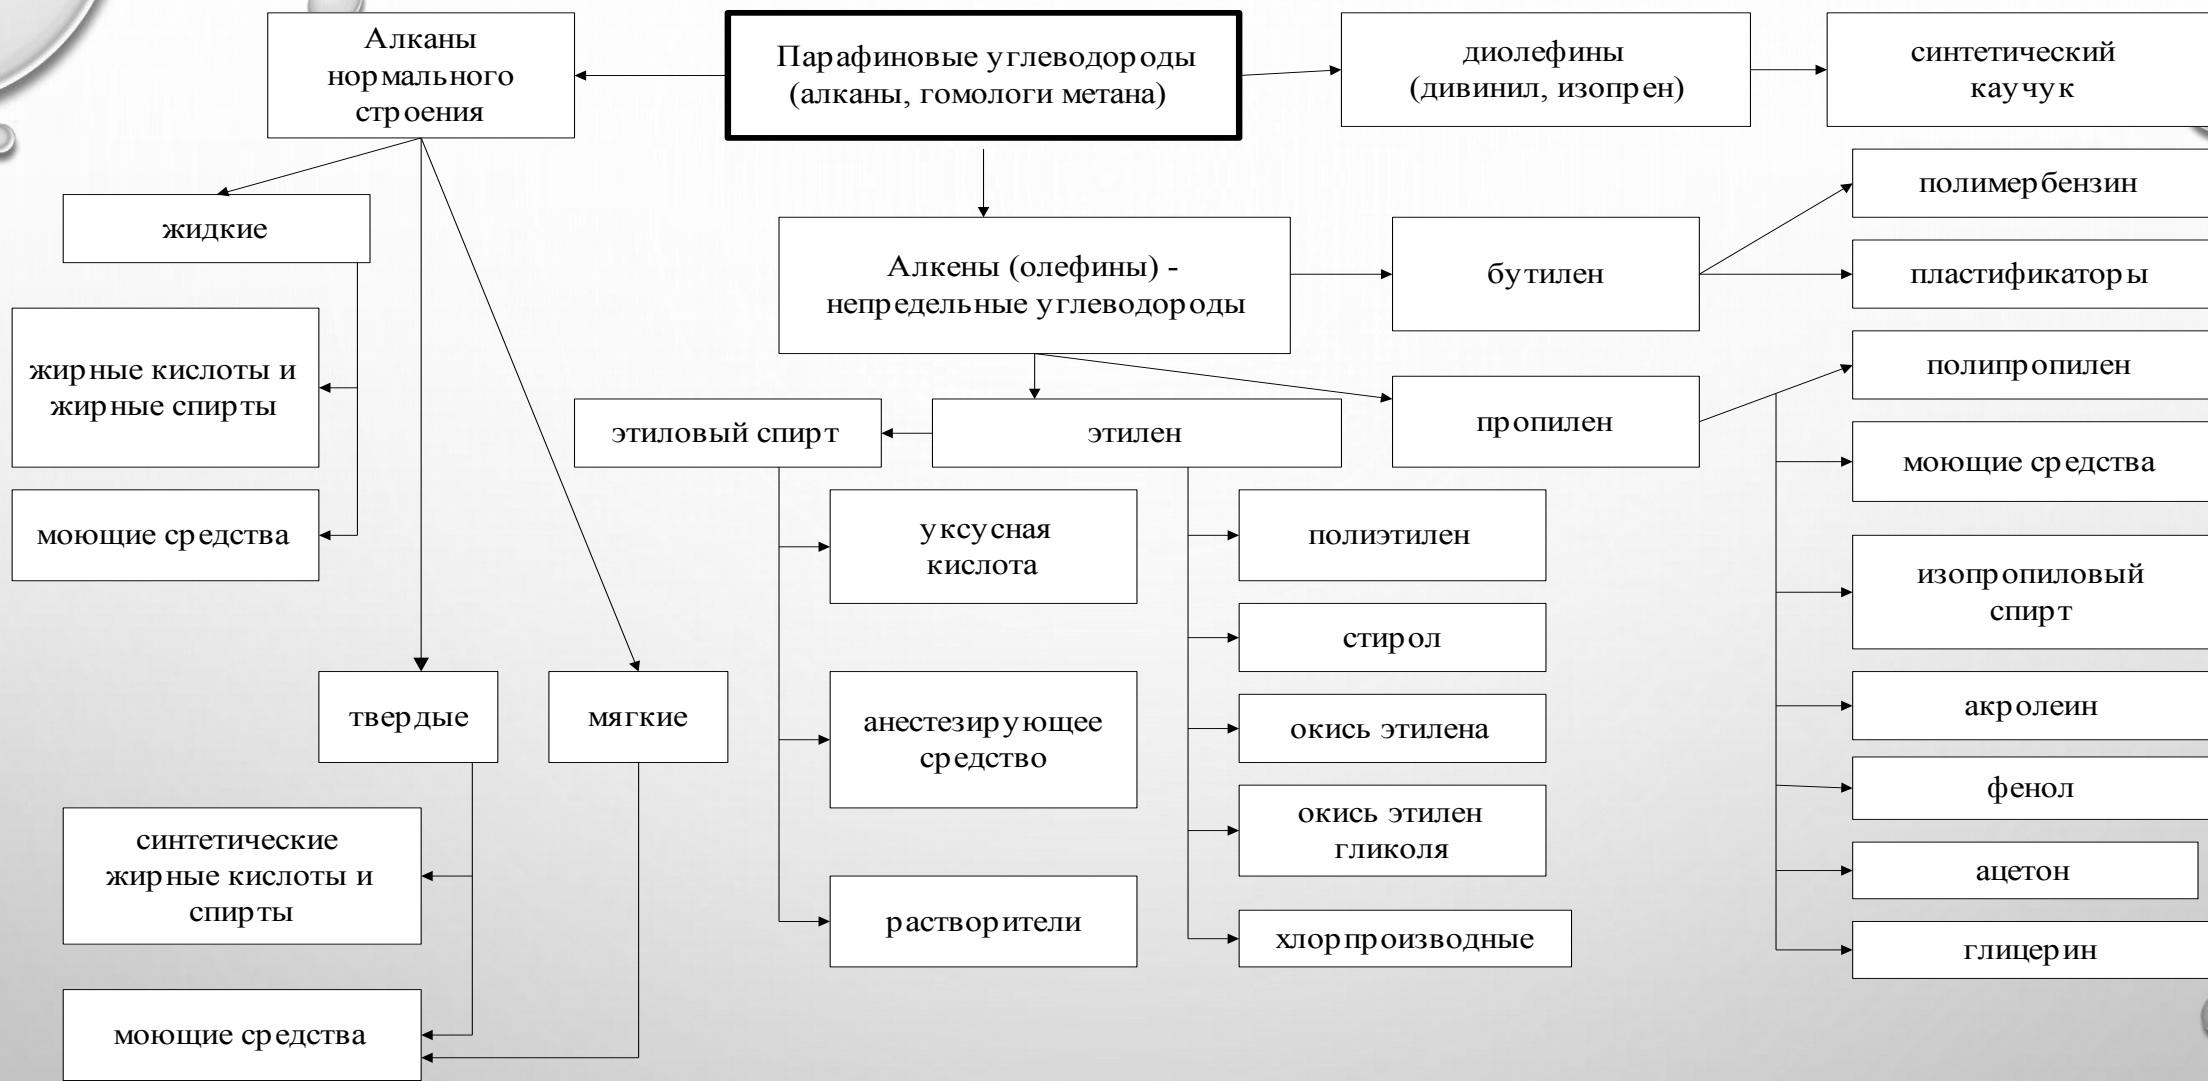 Алканы
нормального
строения
Парафиновые углеводороды
(алканы, гомологи метана)
диолефины
(дивинил, изопрен)
синтетический
каучук
жидкие
жирные кислоты и
жирные спирты
моющие средства
твердые
мягкие
синтетические
жирные кислоты и
спирты
моющие средства
Алкены (олефины) -
непредельные углеводороды
бутилен
полимербензин
пластификаторы
пропилен
полипропилен
моющие средства
изопропиловый
спирт
акролеин
фенол
ацетон
глицерин
этиловый спирт
этилен
уксусная
кислота
анестезирующее
средство
растворители
полиэтилен
стирол
окись этилена
окись этилен
гликоля
хлорпроизводные